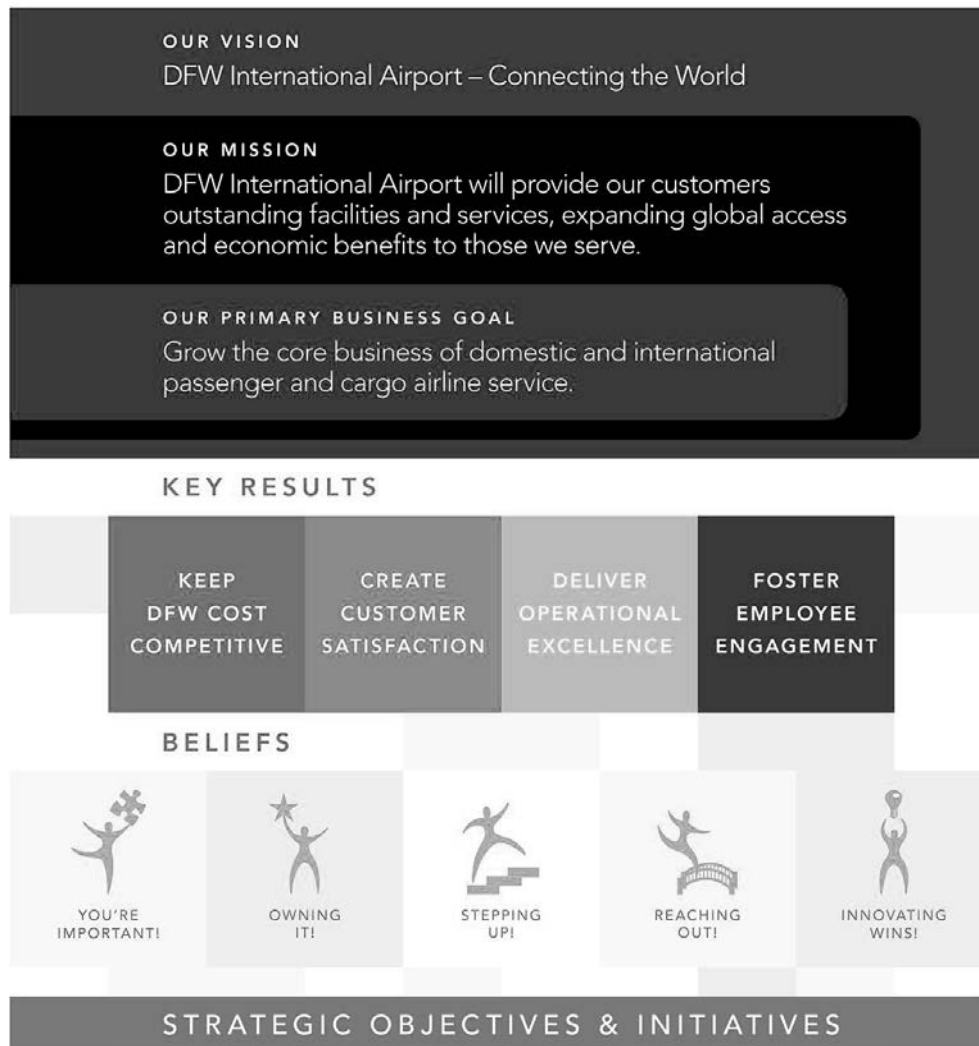 OUR VISION
DFW International Airport – Connecting the World
OUR MISSION
DFW International Airport will provide our customers
outstanding facilities and services, expanding global access
and economic benefits to those we serve.
OUR PRIMARY BUSINESS GOAL
Grow the core business of domestic and international
passenger and cargo airline service.
KEY RESULTS
KEEP
DFW COST
COMPETITIVE
CREATE
CUSTOMER
SATISFACTION
DELIVER
OPERATIONAL
EXCELLENCE
FOSTER
EMPLOYEE
ENGAGEMENT
BELIEFS
YOU'RE
IMPORTANT!
OWNING
IT!
STEPPING
UP!
REACHING
OUT!
INNOVATING
WINS!
STRATEGIC OBJECTIVES & INITIATIVES